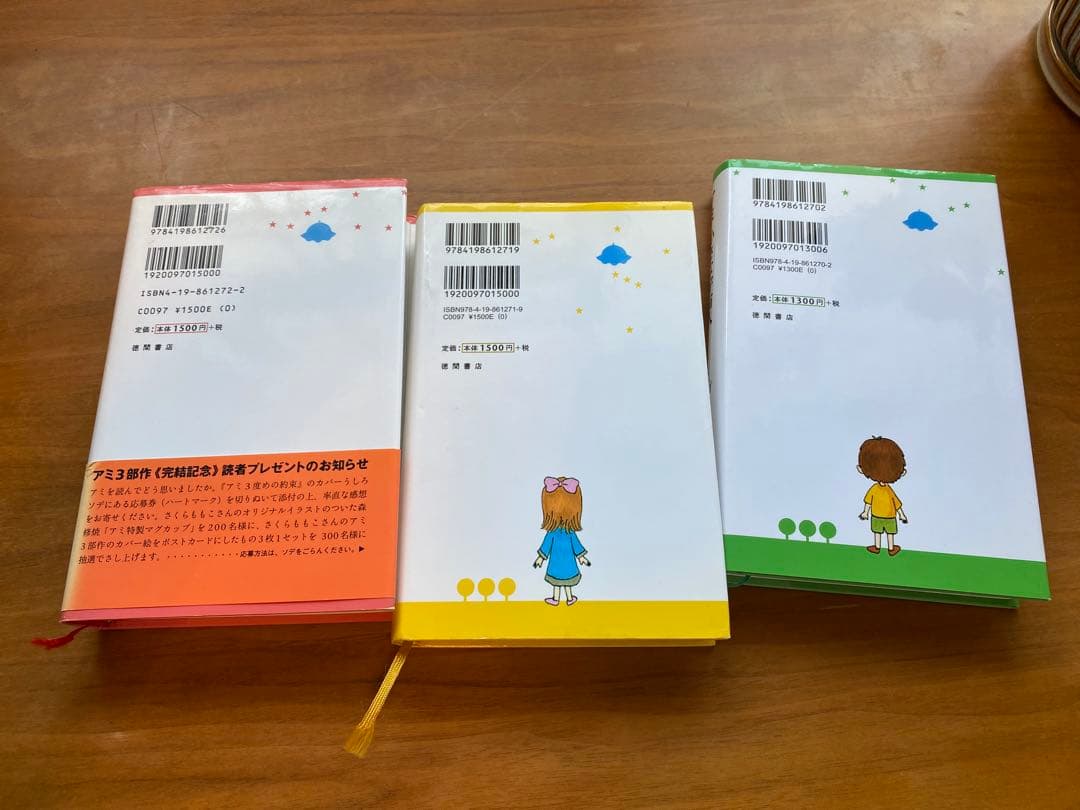 9784198612726
1920097015000
ISBN4-19-861272-2
C0097 ¥1500E (0)
定価：本体1500円+税
徳間書店
アミ3部作《完結記念》読者プレゼントのお知らせ
アミを読んでどう思いましたか。『アミ3度めの約束』のカバーうしろ
ソデにある応募券（ハートマーク）を切りぬいて添付の上、率直な感想
をお寄せください。さくらももこさんのオリジナルイラストのついた森
修焼「アミ特製マグカップ」を200名様に、さくらももこさんのアミ
3部作のカバー絵をポストカードにしたもの3枚1セットを300名様に
抽選でさし上げます。············応募方法は、ソデをごらんください。▶
9784198612719
1920097015000
ISBN978-4-19-861271-9
C0097 ¥1500E (0)
定価：本体1500円+税
徳間書店
9784198612702
1920097013006
ISBN978-4-19-861270-2
C0097 ¥1300E (0)
定価：本体1300円+税
徳間書店